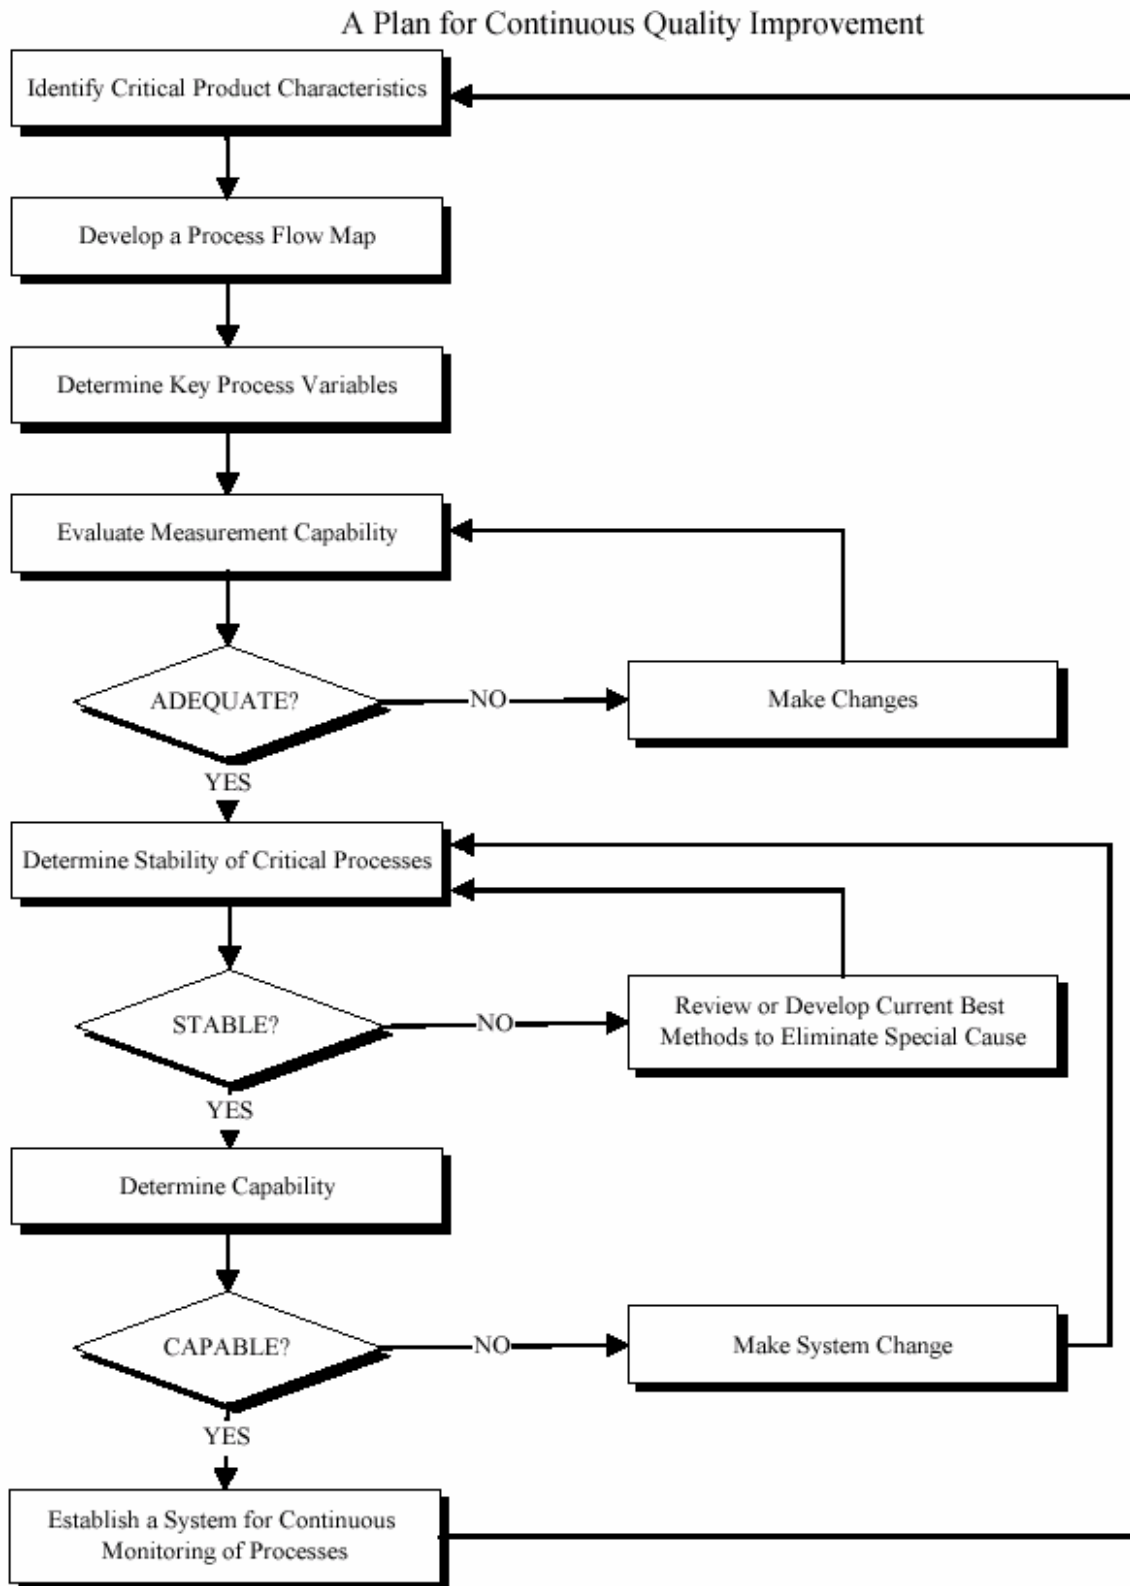 A Plan for Continuous Quality Improvement
Identify Critical Product Characteristics
Develop a Process Flow Map
Determine Key Process Variables
Evaluate Measurement Capability
ADEQUATE?
NO
Make Changes
YES
Determine Stability of Critical Processes
STABLE?
NO
Review or Develop Current Best
Methods to Eliminate Special Cause
YES
Determine Capability
CAPABLE?
NO
Make System Change
YES
Establish a System for Continuous
Monitoring of Processes